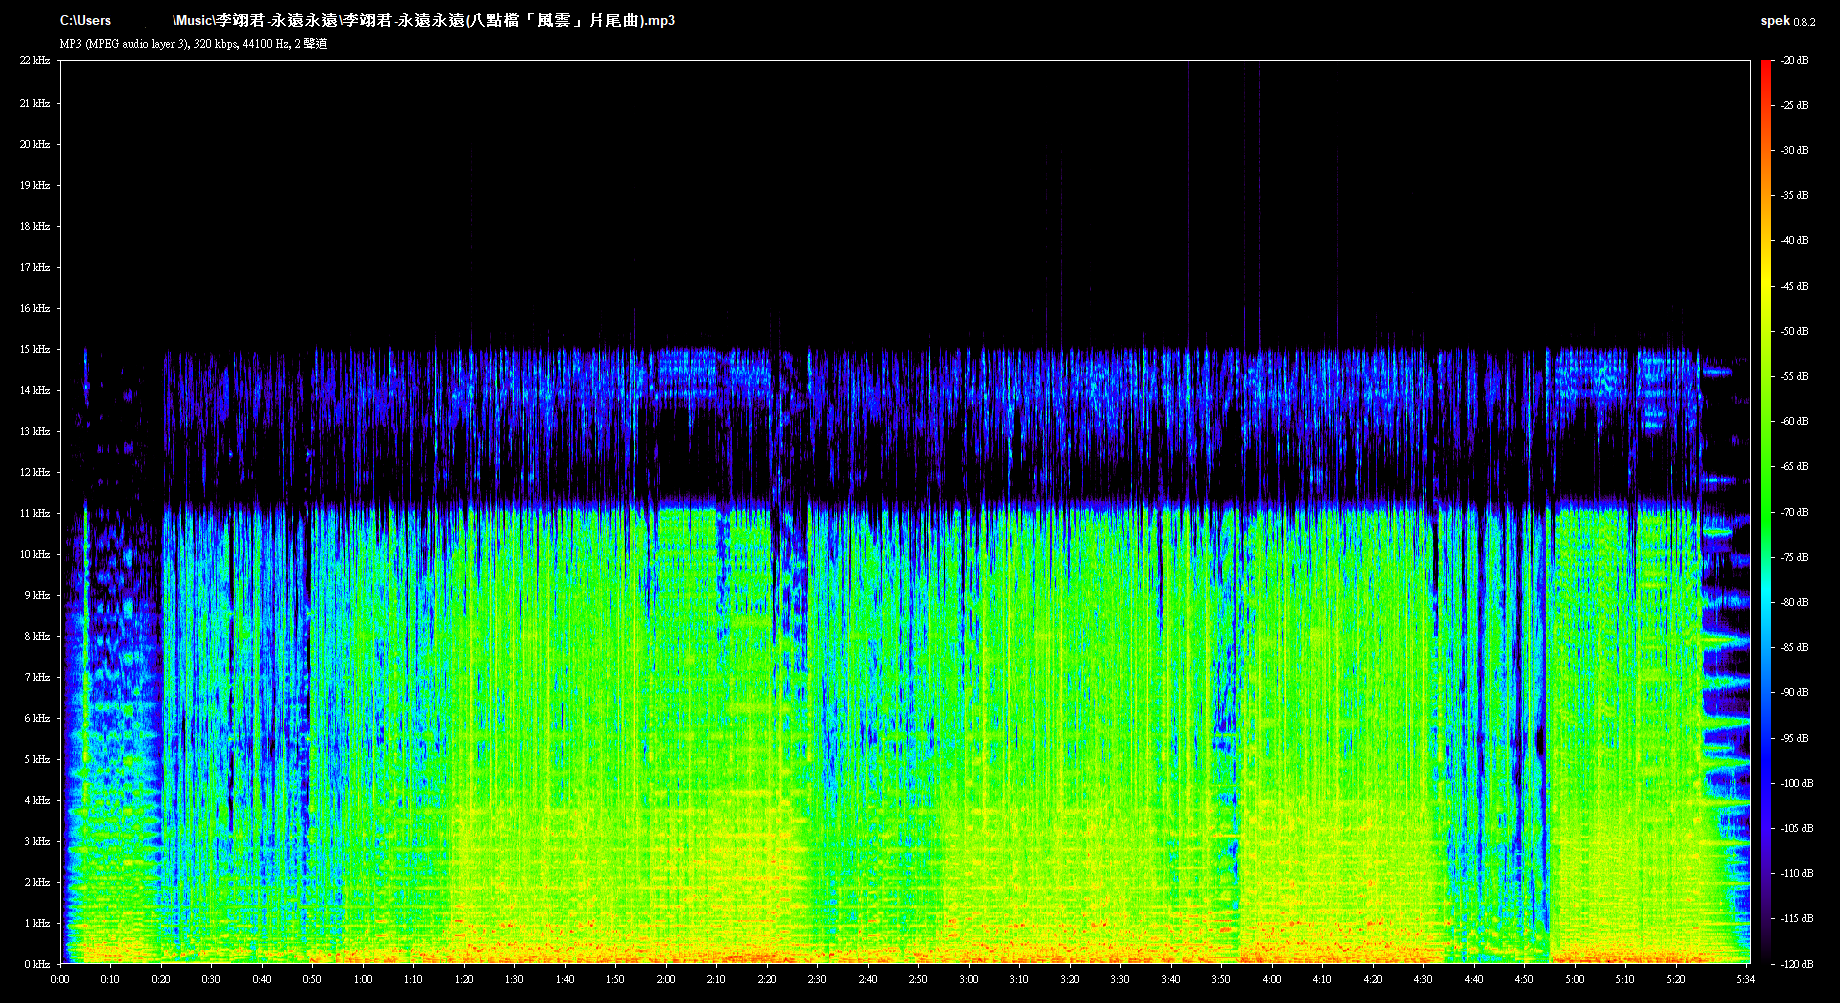 C:\Users \Music\李翊君-永遠永遠\李翊君-永遠永遠(八點檔「風雲」片尾曲).mp3
spek 0.8.2
MP3 (MPEG audio layer 3), 320 kbps, 44100 Hz, 2 聲道
22 kHz
21 kHz
20 kHz
19 kHz
18 kHz
17 kHz
16 kHz
15 kHz
14 kHz
13 kHz
12 kHz
11 kHz
10 kHz
9 kHz
8 kHz
7 kHz
6 kHz
5 kHz
4 kHz
3 kHz
2 kHz
1 kHz
0 kHz
0:00 0:10 0:20 0:30 0:40 0:50 1:00 1:10 1:20 1:30 1:40 1:50 2:00 2:10 2:20 2:30 2:40 2:50 3:00 3:10 3:20 3:30 3:40 3:50 4:00 4:10 4:20 4:30 4:40 4:50 5:00 5:10 5:20 5:34
-20 dB
-25 dB
-30 dB
-35 dB
-40 dB
-45 dB
-50 dB
-55 dB
-60 dB
-65 dB
-70 dB
-75 dB
-80 dB
-85 dB
-90 dB
-95 dB
-100 dB
-105 dB
-110 dB
-115 dB
-120 dB